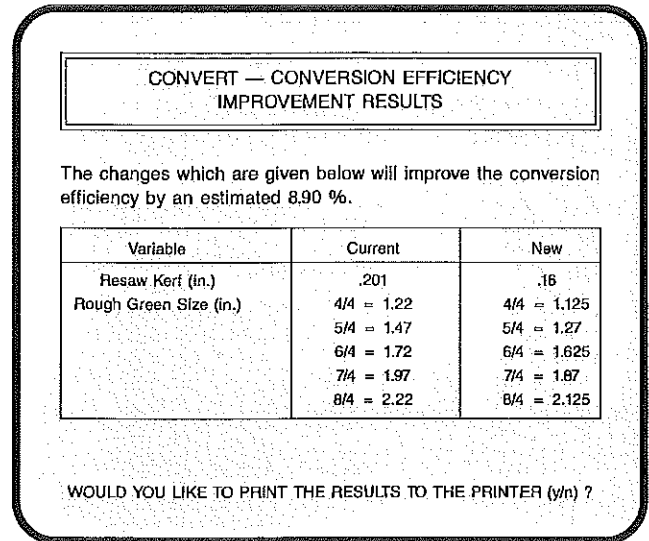 CONVERT — CONVERSION EFFICIENCY
IMPROVEMENT RESULTS
The changes which are given below will improve the conversion
efficiency by an estimated 8.90 %.
Variable Current New
Resaw Kerf (in.) .201 .16
Rough Green Size (in.) 4/4 = 1.22 4/4 = 1.125
5/4 = 1.47 5/4 = 1.27
6/4 = 1.72 6/4 = 1.625
7/4 = 1.97 7/4 = 1.87
8/4 = 2.22 8/4 = 2.125
WOULD YOU LIKE TO PRINT THE RESULTS TO THE PRINTER (y/n) ?